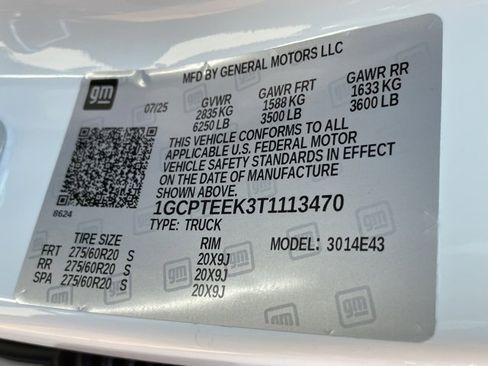 MFD BY GENERAL MOTORS LLC
gm
07/25
GVWR GAWR FRT GAWR RR
2835 KG 1588 KG 1633 KG
6250 LB 3500 LB 3600 LB
THIS VEHICLE CONFORMS TO ALL
APPLICABLE U.S. FEDERAL MOTOR
VEHICLE SAFETY STANDARDS IN EFFECT
ON THE DATE OF MANUFACTURE
SHOWN ABOVE.
8624
1GCPTEEK3T1113470
TYPE: TRUCK
TIRE SIZE RIM MODEL: 3014E43
FRT 275/60R20 S 20X9J
RR 275/60R20 S 20X9J
SPA 275/60R20 S 20X9J